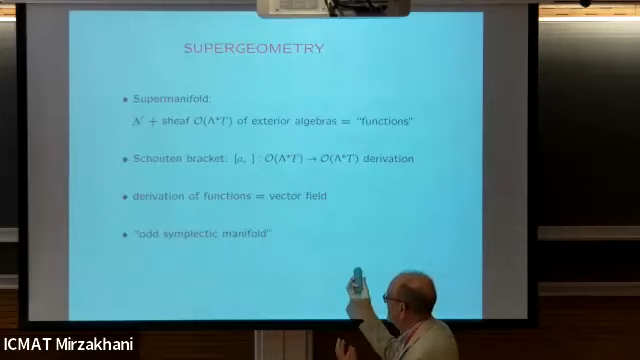 SUPERGEOMETRY
• Supermanifold:
𝒩 + sheaf 𝒪(Λ*T) of exterior algebras = "functions"
• Schouten bracket: [a, ] : 𝒪(Λ*T) → 𝒪(Λ*T) derivation
• derivation of functions = vector field
• "odd symplectic manifold"
ICMAT Mirzakhani